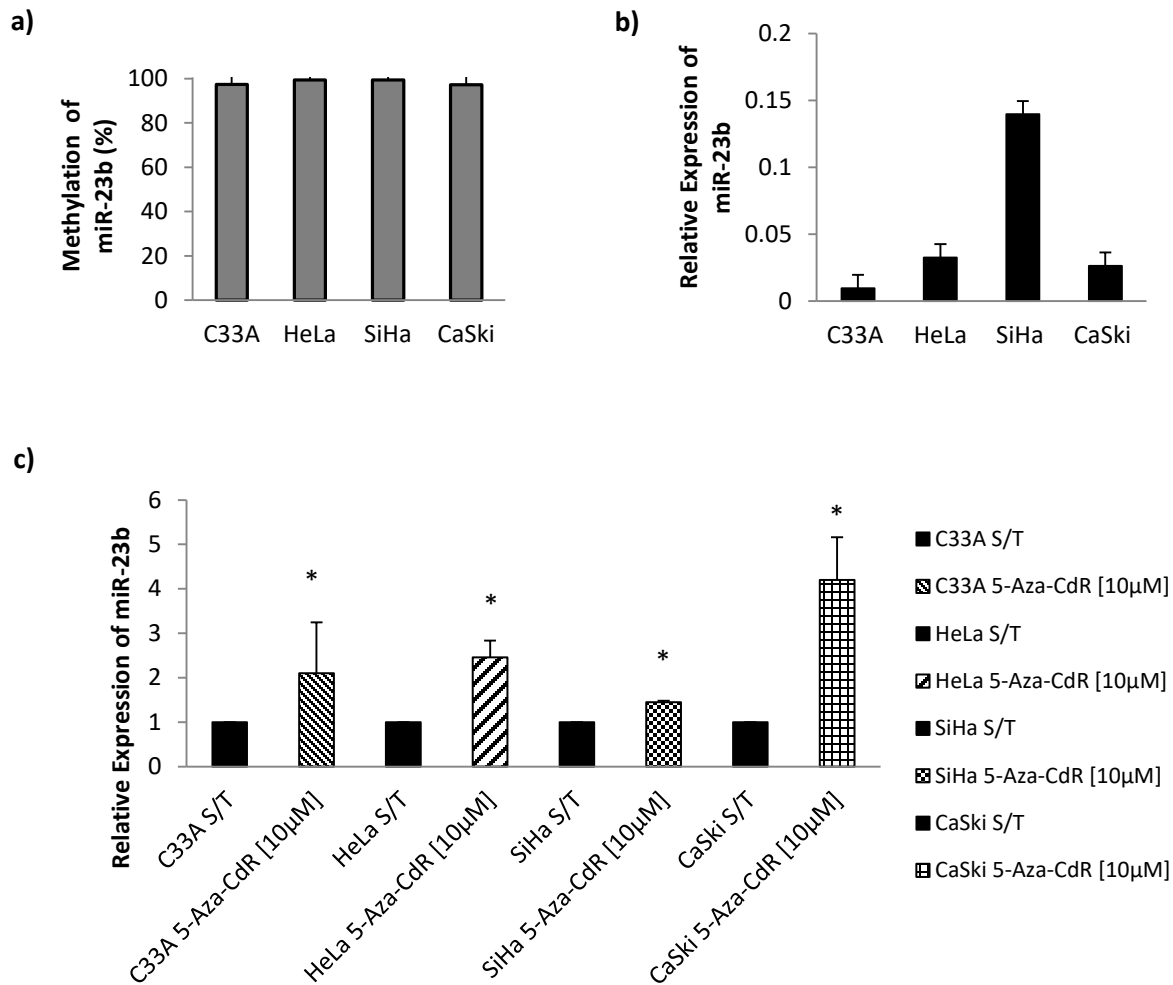 a)
Methylation of
miR-23b (%)
100
80
60
40
20
0
C33A HeLa SiHa CaSki
b)
Relative Expression of
miR-23b
0.2
0.15
0.1
0.05
0
C33A HeLa SiHa CaSki
c)
Relative Expression of miR-23b
6
5
4
3
2
1
0
*
*
*
*
C33A S/T
C33A 5-Aza-CdR [10µM]
HeLa S/T
HeLa 5-Aza-CdR [10µM]
SiHa S/T
SiHa 5-Aza-CdR [10µM]
CaSki S/T
CaSki 5-Aza-CdR [10µM]
C33A S/T
C33A 5-Aza-CdR [10µM]
HeLa S/T
HeLa 5-Aza-CdR [10µM]
SiHa S/T
SiHa 5-Aza-CdR [10µM]
CaSki S/T
CaSki 5-Aza-CdR [10µM]